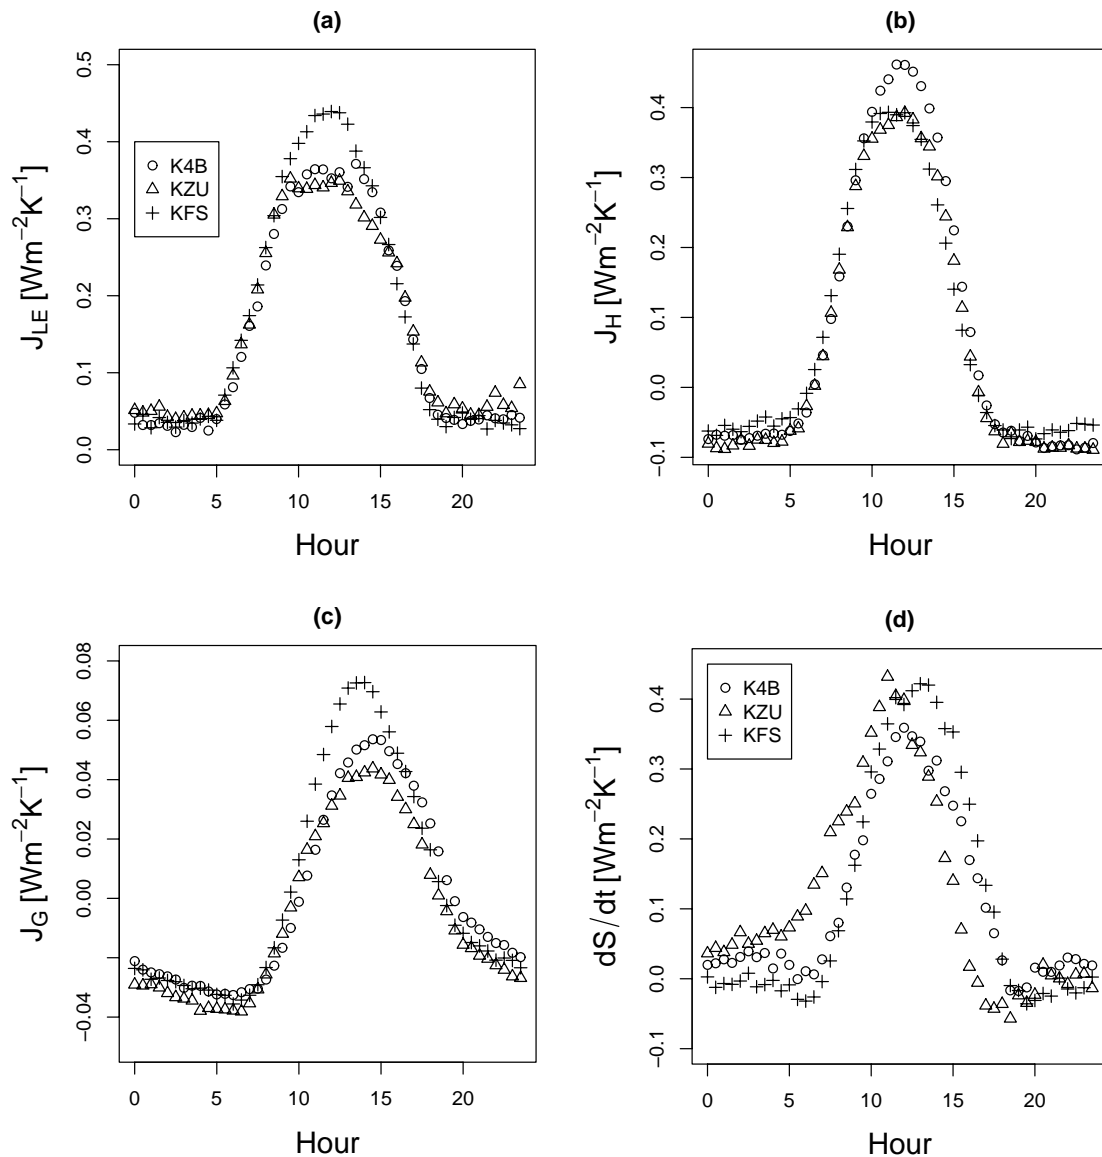 (a)
J_LE [Wm⁻²K⁻¹]
0.0 0.1 0.2 0.3 0.4 0.5
K4B
KZU
KFS
0 5 10 15 20
Hour
(b)
J_H [Wm⁻²K⁻¹]
−0.1 0.0 0.1 0.2 0.3 0.4
0 5 10 15 20
Hour
(c)
J_G [Wm⁻²K⁻¹]
−0.04 0.00 0.02 0.04 0.06 0.08
0 5 10 15 20
Hour
(d)
dS/dt [Wm⁻²K⁻¹]
−0.1 0.0 0.1 0.2 0.3 0.4
K4B
KZU
KFS
0 5 10 15 20
Hour